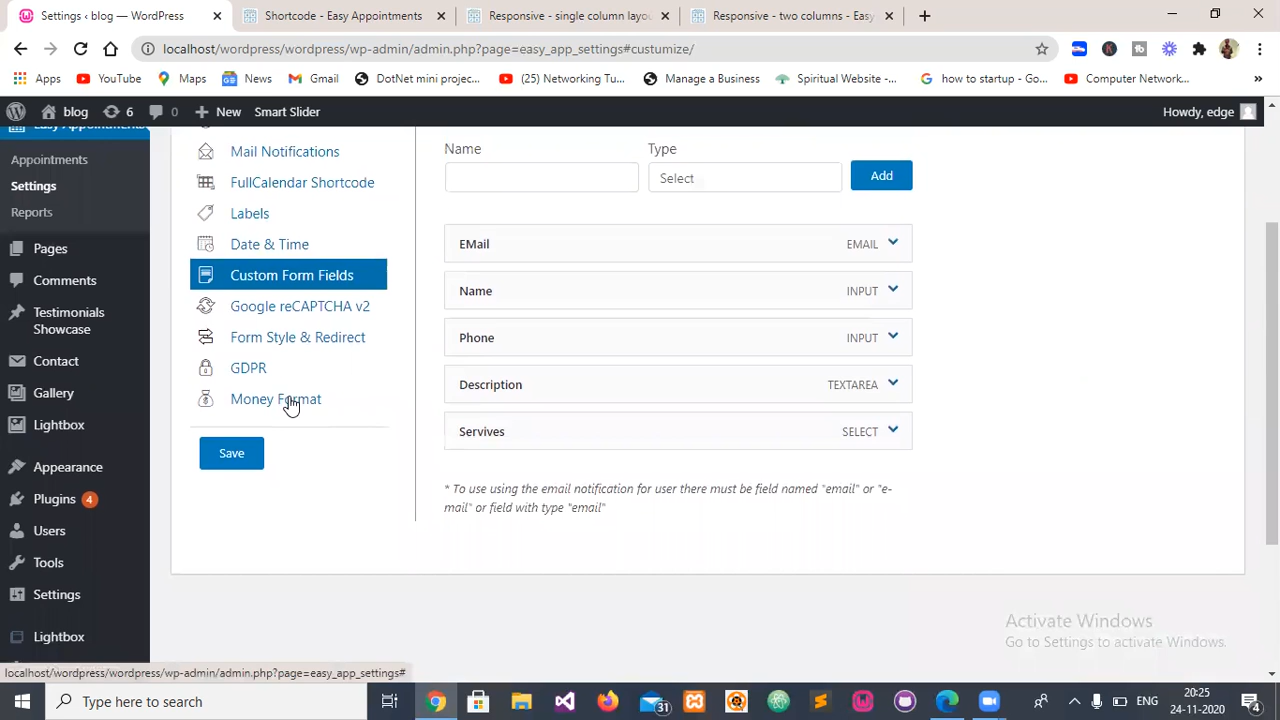 Settings ‹ blog — WordPress
Shortcode - Easy Appointments
Responsive - single column layo
Responsive - two columns - Easy
localhost/wordpress/wordpress/wp-admin/admin.php?page=easy_app_settings#custumize/
Apps
YouTube
Maps
News
Gmail
DotNet mini projec...
(25) Networking Tu...
Manage a business
Spiritual Website -...
how to startup - Go...
Computer Network...
blog
6
0
New
Smart Slider
Howdy, edge
Appointments
Settings
Reports
Pages
Comments
Testimonials
Showcase
Contact
Gallery
Lightbox
Appearance
Plugins 4
Users
Tools
Settings
Lightbox
Mail Notifications
FullCalendar Shortcode
Labels
Date & Time
Custom Form Fields
Google reCAPTCHA v2
Form Style & Redirect
GDPR
Money Format
Save
Name
Type
Select
Add
EMail
EMAIL
Name
INPUT
Phone
INPUT
Description
TEXTAREA
Servives
SELECT
* To use using the email notification for user there must be field named "email" or "e-
mail" or field with type "email"
Activate Windows
Go to Settings to activate Windows.
localhost/wordpress/wordpress/wp-admin/admin.php?page=easy_app_settings#
Type here to search
31
ENG
20:25
24-11-2020
4